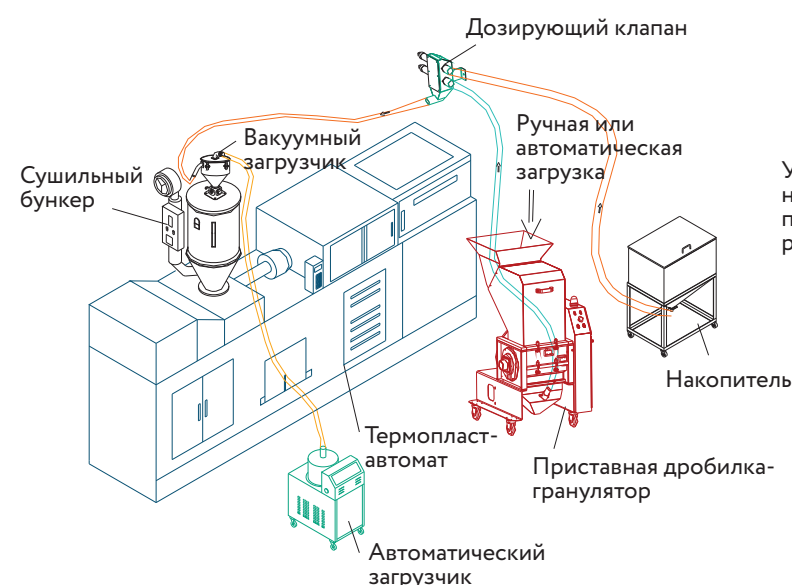 Дозирующий клапан
Вакуумный
загрузчик
Ручная или
автоматическая
загрузка
Сушильный
бункер
Накопитель
Термопласт-
автомат
Приставная дробилка-
гранулятор
Автоматический
загрузчик